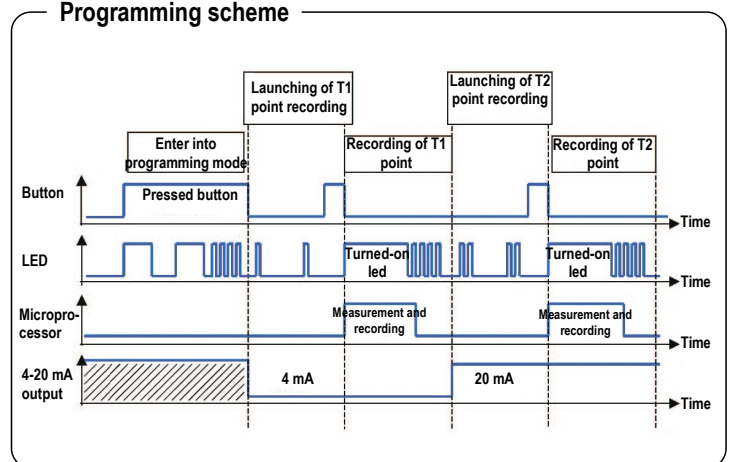 Programming scheme
Launching of T1
point recording
Launching of T2
point recording
Enter into
programming mode
Recording of T1
point
Recording of T2
point
Button
Pressed button
Time
LED
Turned-on
led
Turned-on
led
Time
Micropro-
cessor
Measurement and
recording
Measurement and
recording
Time
4-20 mA
output
4 mA
20 mA
Time